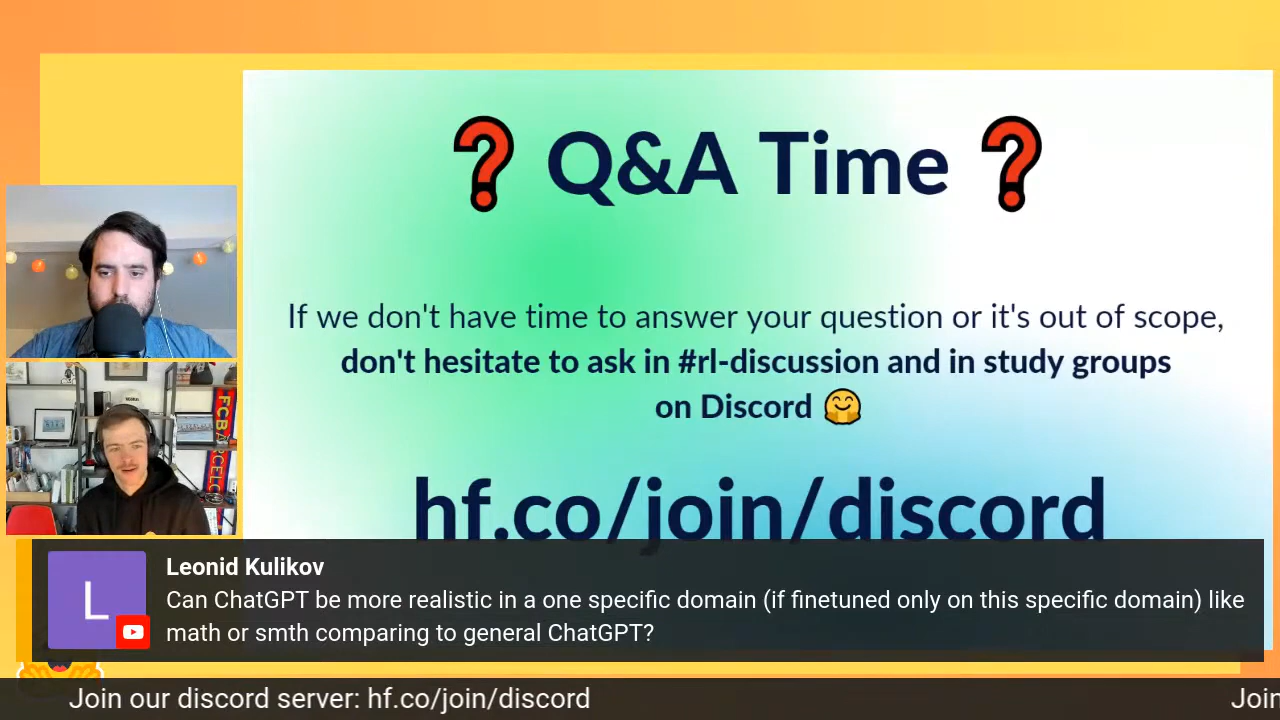 ❓ Q&A Time ❓
If we don't have time to answer your question or it's out of scope,
don't hesitate to ask in #rl-discussion and in study groups
on Discord 🤗
hf.co/join/discord
FCBARCELO
L
Leonid Kulikov
Can ChatGPT be more realistic in a one specific domain (if finetuned only on this specific domain) like
math or smth comparing to general ChatGPT?
Join our discord server: hf.co/join/discord
Join